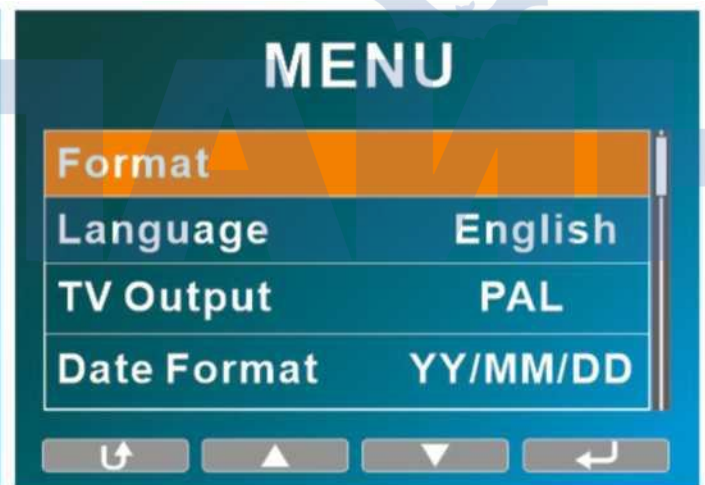 MENU
Format
Language English
TV Output PAL
Date Format YY/MM/DD